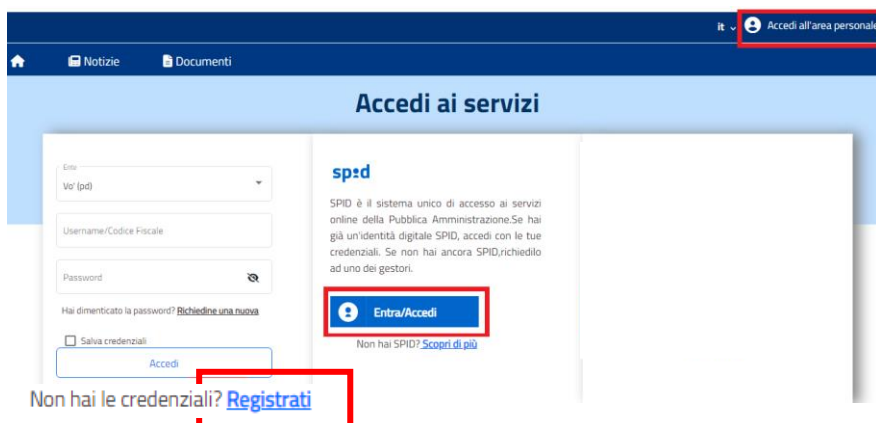 it
Accedi all'area personale
Notizie
Documenti
Accedi ai servizi
Ente
Vo' (pd)
Username/Codice Fiscale
Password
Hai dimenticato la password? Richiedine una nuova
Salva credenziali
Accedi
Non hai le credenziali? Registrati
spid
SPID è il sistema unico di accesso ai servizi
online della Pubblica Amministrazione.Se hai
già un'identità digitale SPID, accedi con le tue
credenziali. Se non hai ancora SPID,richiedilo
ad uno dei gestori.
Entra/Accedi
Non hai SPID? Scopri di più